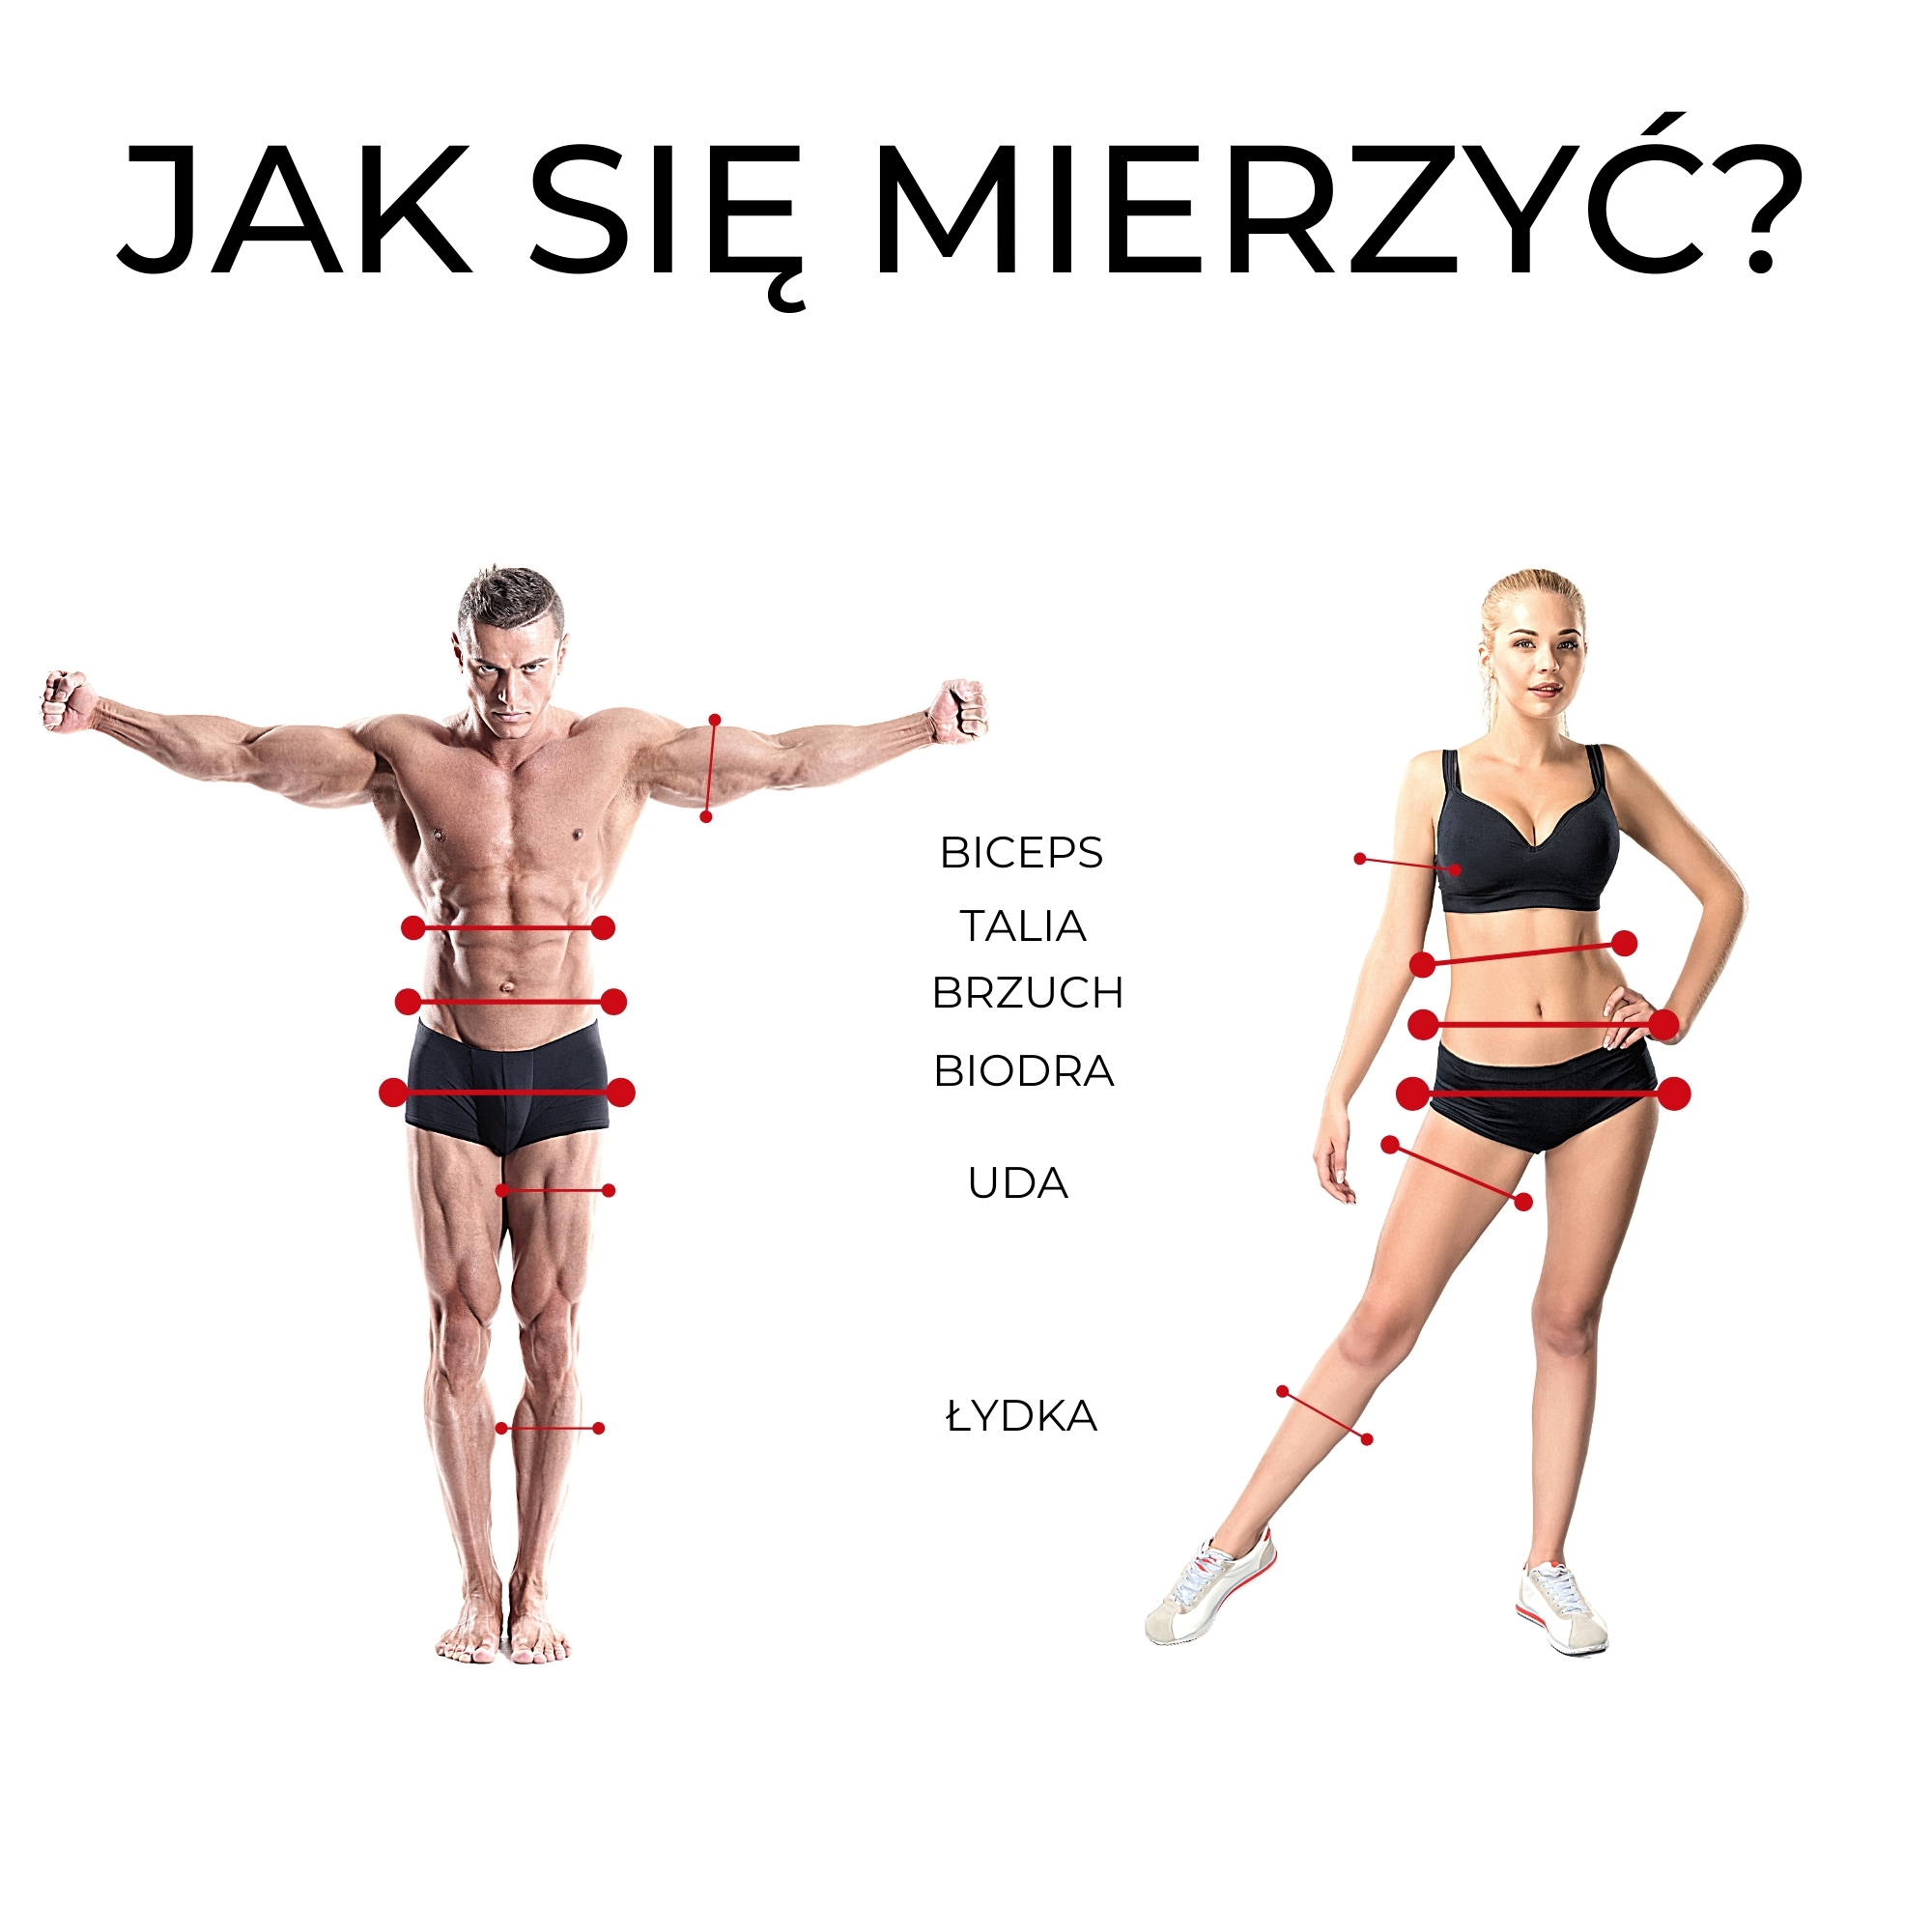 JAK SIĘ MIERZYĆ?
BICEPS
TALIA
BRZUCH
BIODRA
UDA
ŁYDKA